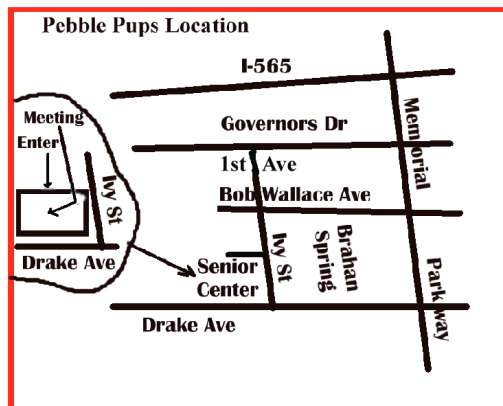 Pebble Pups Location
I-565
Meeting
Enter
Governors Dr
Memorial
1st Ave
Bob Wallace Ave
Ivy St
Drake Ave
Senior
Center
Ivy St
Brahan
Spring
Parkway
Drake Ave